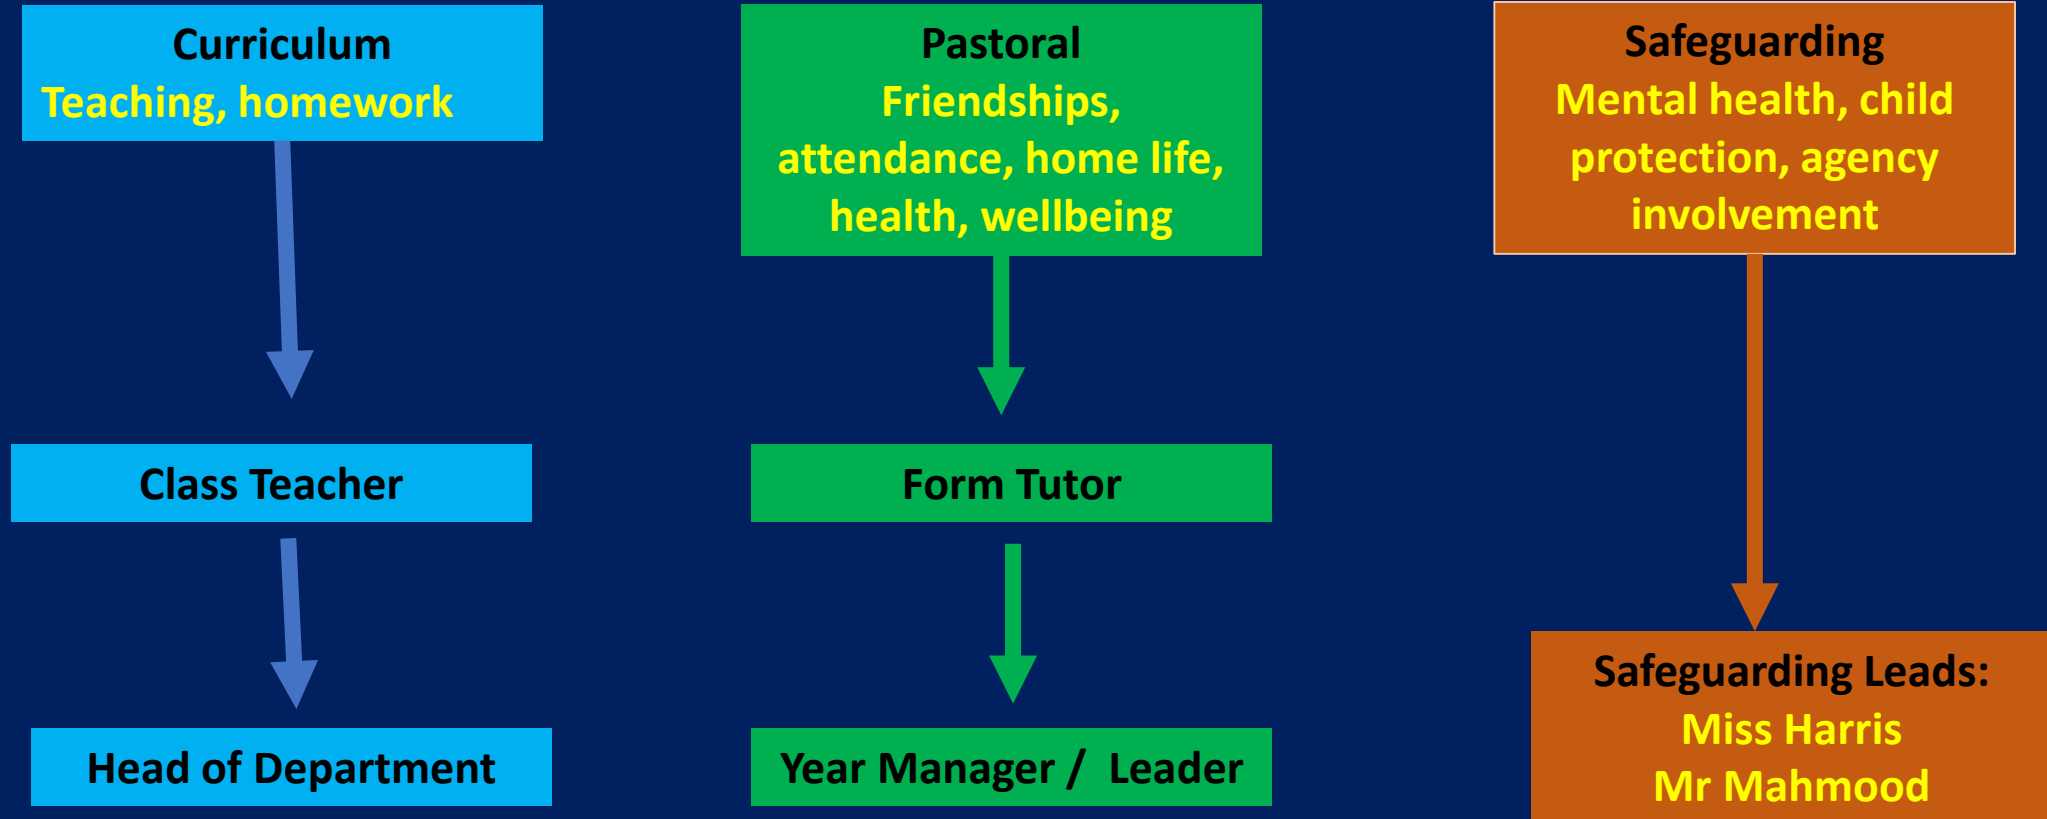 Curriculum
Teaching, homework
Pastoral
Friendships,
attendance, home life,
health, wellbeing
Safeguarding
Mental health, child
protection, agency
involvement
Class Teacher
Form Tutor
Head of Department
Year Manager /  Leader
Safeguarding Leads:
Miss Harris
Mr Mahmood